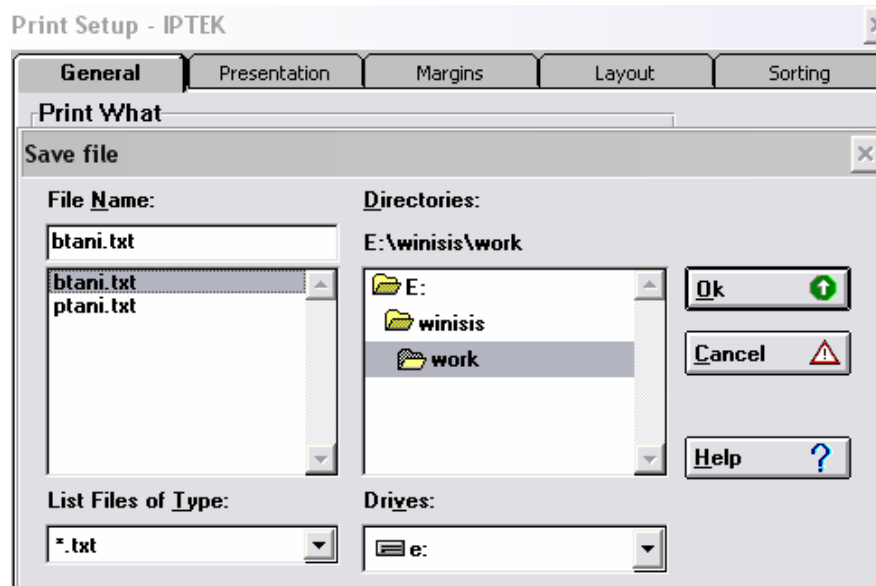 Print Setup - IPTEK
General Presentation Margins Layout Sorting
Print What
Save file
File Name: Directories:
btani.txt E:\winisis\work
btani.txt
ptani.txt
E:
winisis
work
Ok
Cancel
Help
List Files of Type: Drives:
*.txt e: